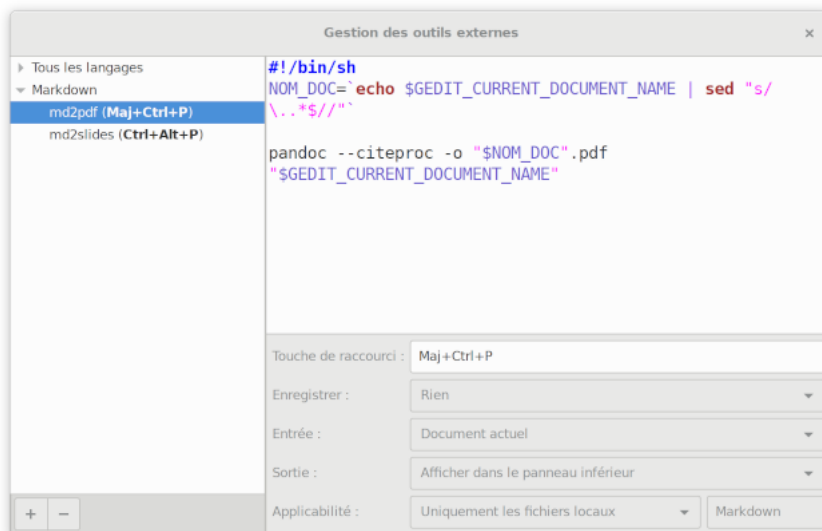 Gestion des outils externes
Tous les langages
Markdown
md2pdf (Maj+Ctrl+P)
md2slides (Ctrl+Alt+P)
#!/bin/sh
NOM_DOC=`echo $GEDIT_CURRENT_DOCUMENT_NAME | sed "s/
\..*$//"`
pandoc --citeproc -o "$NOM_DOC".pdf
"$GEDIT_CURRENT_DOCUMENT_NAME"
Touche de raccourci : Maj+Ctrl+P
Enregistrer : Rien
Entrée : Document actuel
Sortie : Afficher dans le panneau inférieur
Applicabilité : Uniquement les fichiers locaux Markdown